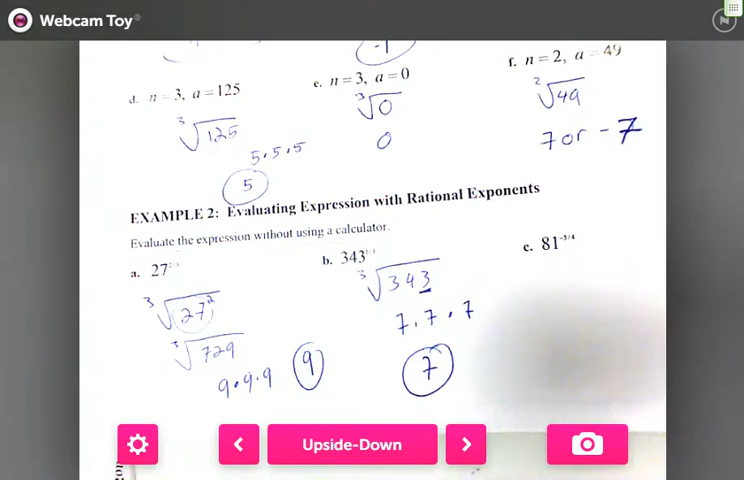 Webcam Toy
-1
d. n = 3, a = 125
e. n = 3, a = 0
f. n = 2, a = 49
³√125
³√0
²√49
5·5·5
0
7 or -7
5
EXAMPLE 2: Evaluating Expression with Rational Exponents
Evaluate the expression without using a calculator.
a. 27
b. 343
c. 81^-3/4
³√(27²)
³√343
³√729
7·7·7
9·9·9
9
7
Upside-Down